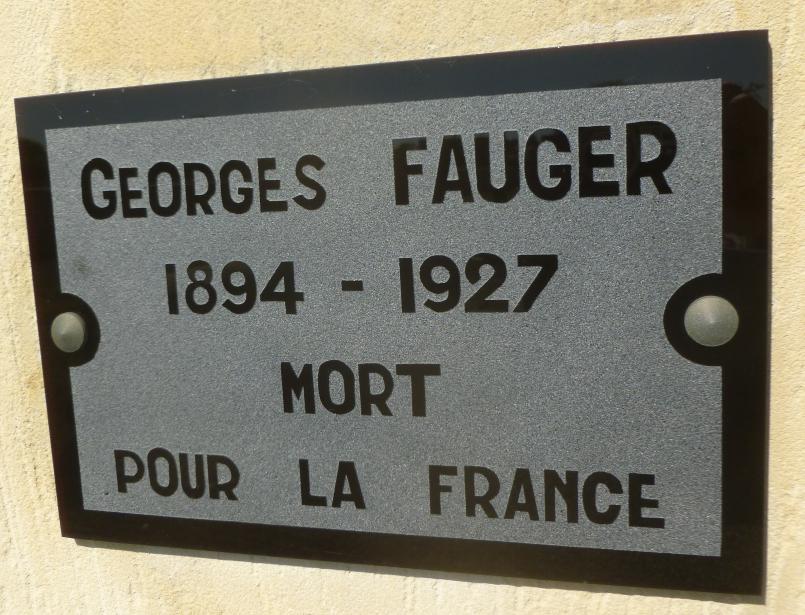 GEORGES FAUGER
1894 - 1927
MORT
POUR LA FRANCE